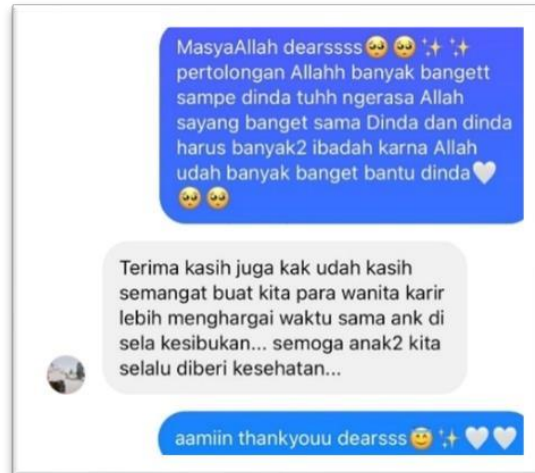 MasyaAllah dearssss🥺🥺✨✨
pertolongan Allahh banyak bangett
sampe dinda tuhh ngerasa Allah
sayang banget sama Dinda dan dinda
harus banyak2 ibadah karna Allah
udah banyak banget bantu dinda🤍
🥺🥺
Terima kasih juga kak udah kasih
semangat buat kita para wanita karir
lebih menghargai waktu sama ank di
sela kesibukan... semoga anak2 kita
selalu diberi kesehatan...
aamiin thankyouu dearsss😇✨🤍🤍